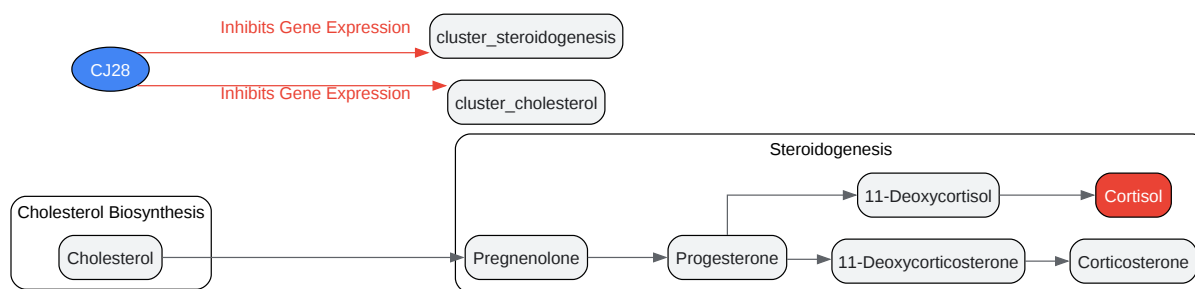 Inhibits Gene Expression
cluster_steroidogenesis
CJ28
Inhibits Gene Expression
cluster_cholesterol
Steroidogenesis
11-Deoxycortisol
Cortisol
Cholesterol Biosynthesis
Cholesterol
Pregnenolone
Progesterone
11-Deoxycorticosterone
Corticosterone